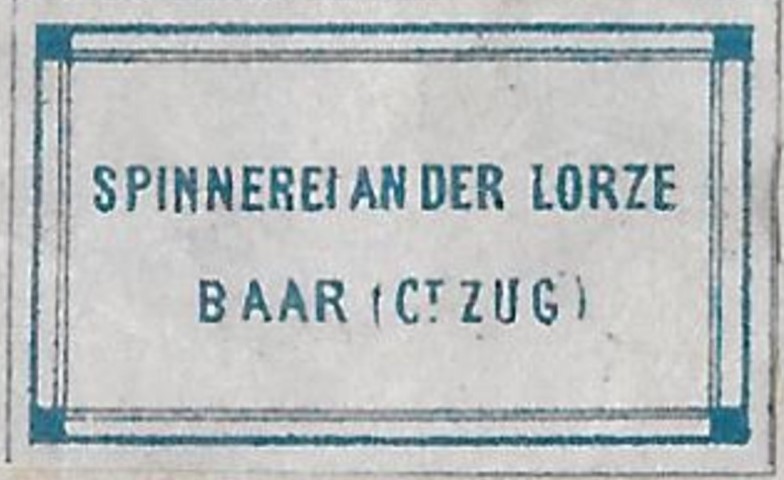 SPINNEREI AN DER LORZE
BAAR (CT ZUG)